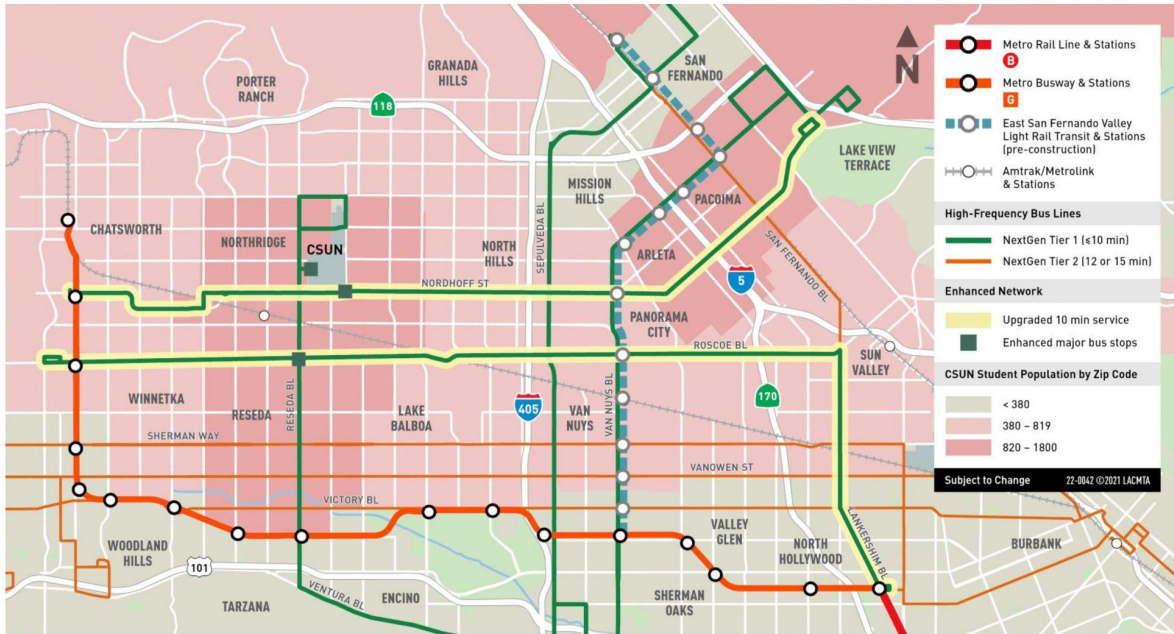 GRANADA
HILLS
PORTER
RANCH
118
SAN
FERNANDO
LAKE VIEW
TERRACE
MISSION
HILLS
PACOIMA
CHATSWORTH
NORTHRIDGE
CSUN
NORTH
HILLS
SEPULVEDA BL
ARLETA
SAN FERNANDO BL
5
NORDHOFF ST
PANORAMA
CITY
ROSCOE BL
SUN
VALLEY
WINNETKA
RESEDA
RESEDA BL
LAKE
BALBOA
405
VAN
NUYS
VAN NUYS BL
170
SHERMAN WAY
VANOWEN ST
VICTORY BL
WOODLAND
HILLS
101
VALLEY
GLEN
NORTH
HOLLYWOOD
LANKERSHIM BL
BURBANK
TARZANA
VENTURA BL
ENCINO
SHERMAN
OAKS
N
Metro Rail Line & Stations
B
Metro Busway & Stations
G
East San Fernando Valley
Light Rail Transit & Stations
(pre-construction)
Amtrak/Metrolink
& Stations
High-Frequency Bus Lines
NextGen Tier 1 (≤10 min)
NextGen Tier 2 (12 or 15 min)
Enhanced Network
Upgraded 10 min service
Enhanced major bus stops
CSUN Student Population by Zip Code
< 380
380 – 819
820 – 1800
Subject to Change 22-0042 ©2021 LACMTA